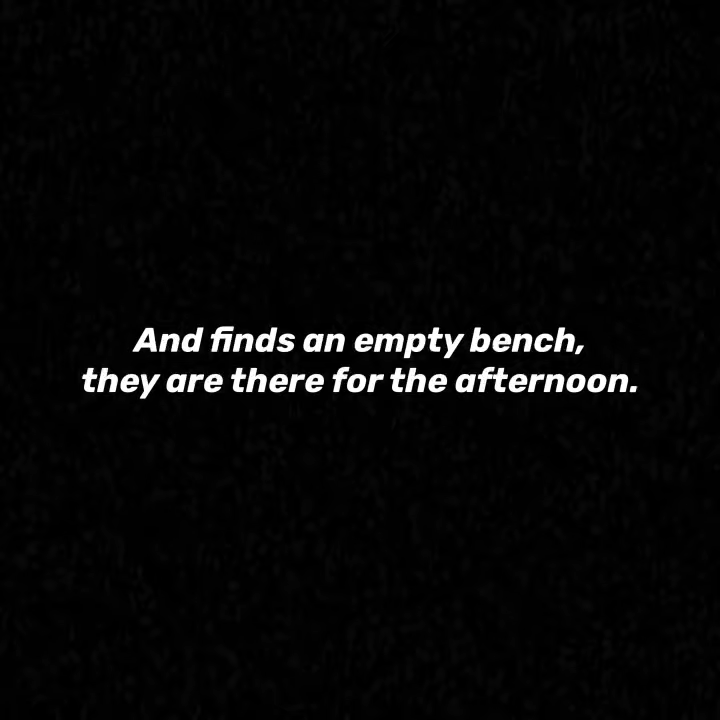 And finds an empty bench,
they are there for the afternoon.